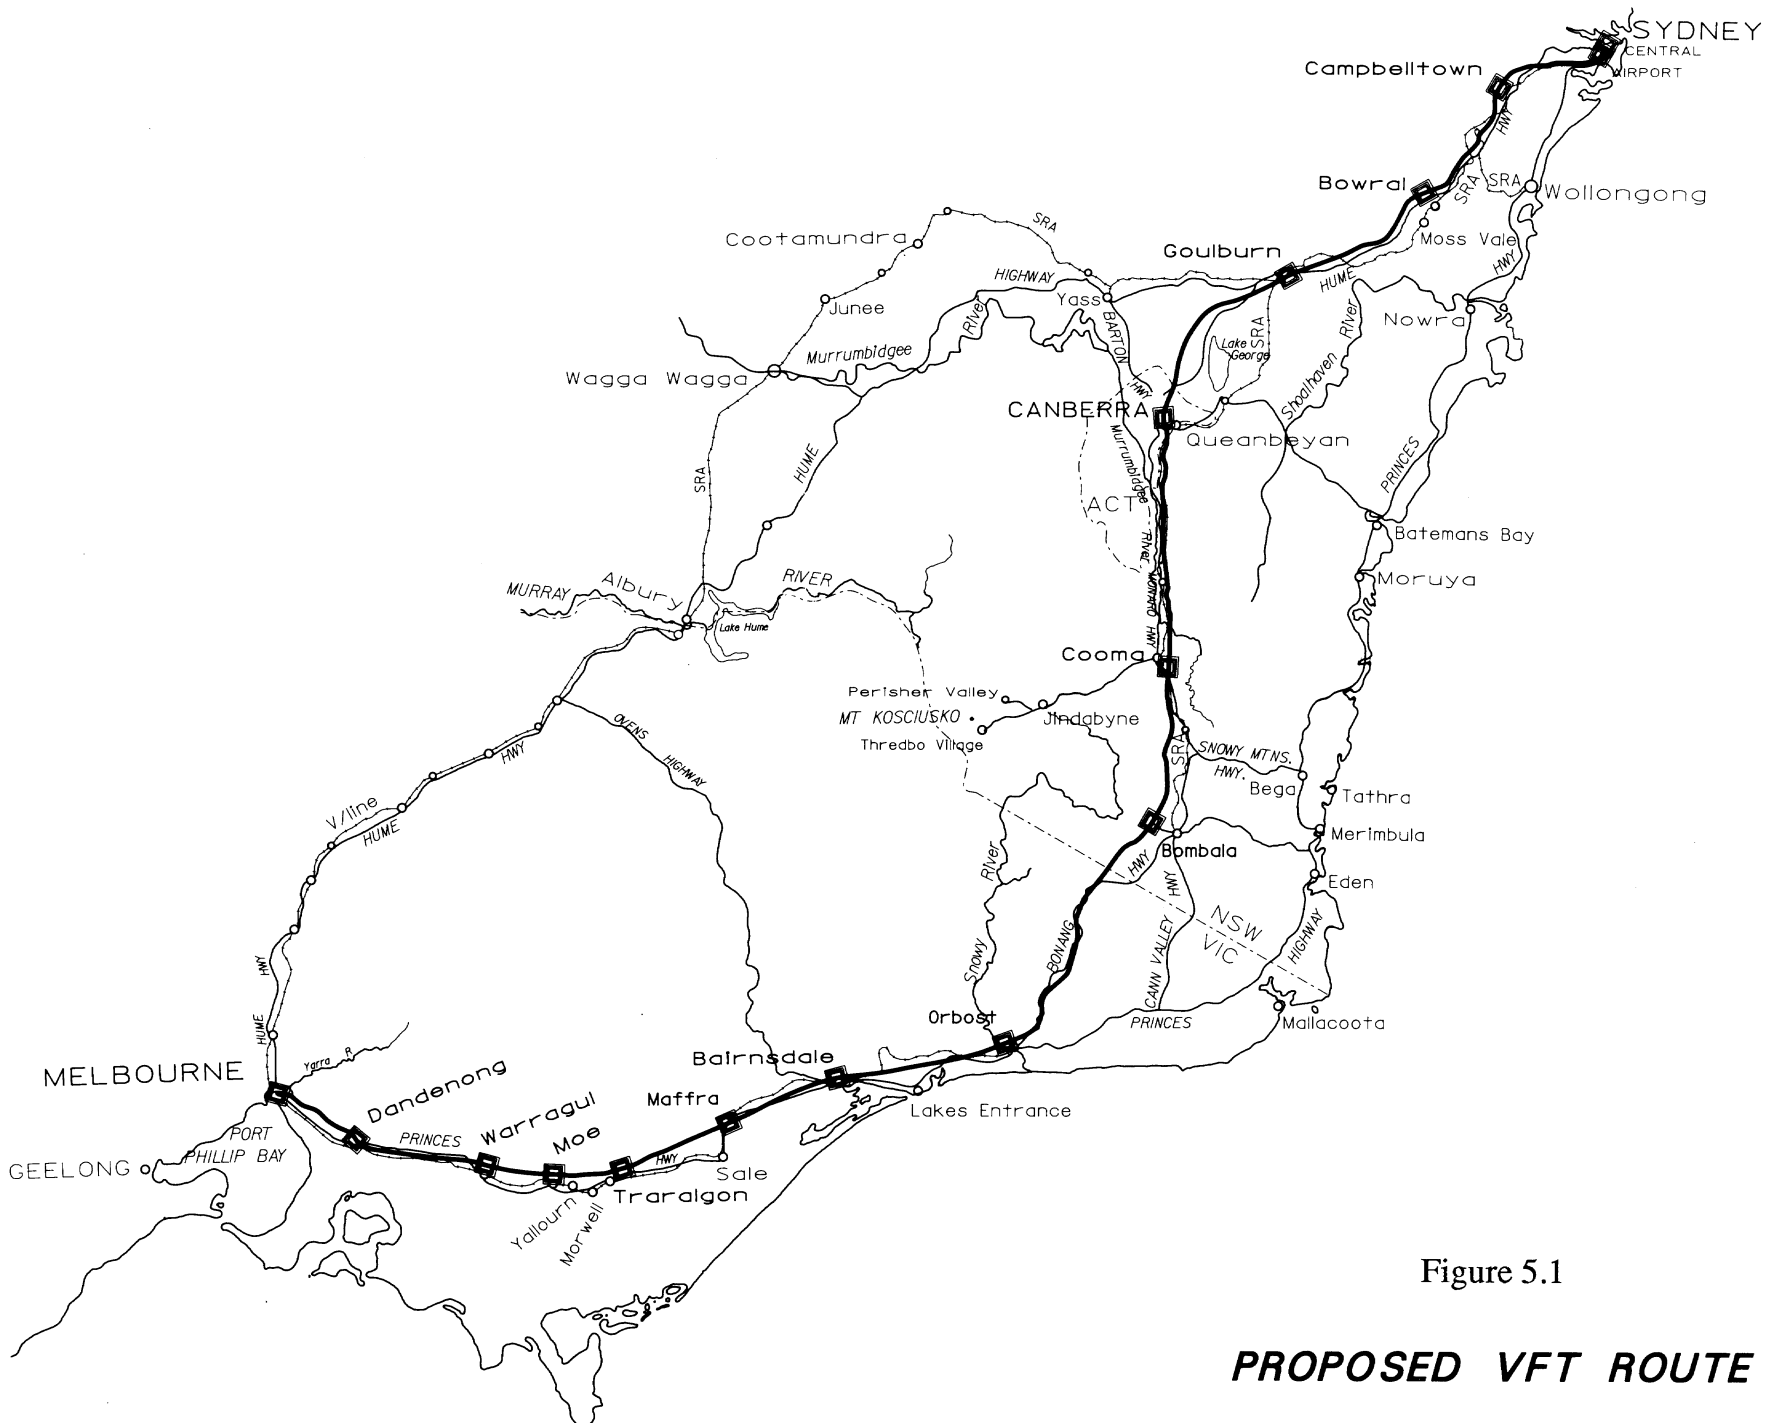 SYDNEY
CENTRAL
AIRPORT
Campbelltown
HWY
Bowral
SRA
SRA
Wollongong
Moss Vale
HWY
Cootamundra
SRA
Goulburn
HIGHWAY
HUME
Yass
Junee
River
BARTON
SRA
River
Nowra
Lake
George
Murrumbidgee
Wagga Wagga
HWY
Shoalhaven
CANBERRA
Queanbeyan
Murrumbidgee
PRINCES
HUME
SRA
ACT
River
Batemans Bay
MURRAY
Albury
RIVER
MONARO HWY
Moruya
Lake Hume
Cooma
Perisher Valley
MT KOSCIUSKO
Jindabyne
Thredbo Village
OVENS
HIGHWAY
HWY
SRA
SNOWY MTNS.
HWY.
Bega
Tathra
V/line
HUME
Merimbula
Bombala
River
HWY
HWY
Eden
NSW
VIC
HIGHWAY
SNOWY
BONANG
CANN VALLEY
HWY
HUME
Orbost
PRINCES
Mallacoota
Yarra R
MELBOURNE
Bairnsdale
Dandenong
Maffra
Lakes Entrance
Warragul
Moe
PRINCES
PORT
PHILLIP BAY
GEELONG
HWY
Sale
Traralgon
Yallourn
Morwell
Figure 5.1
PROPOSED VFT ROUTE